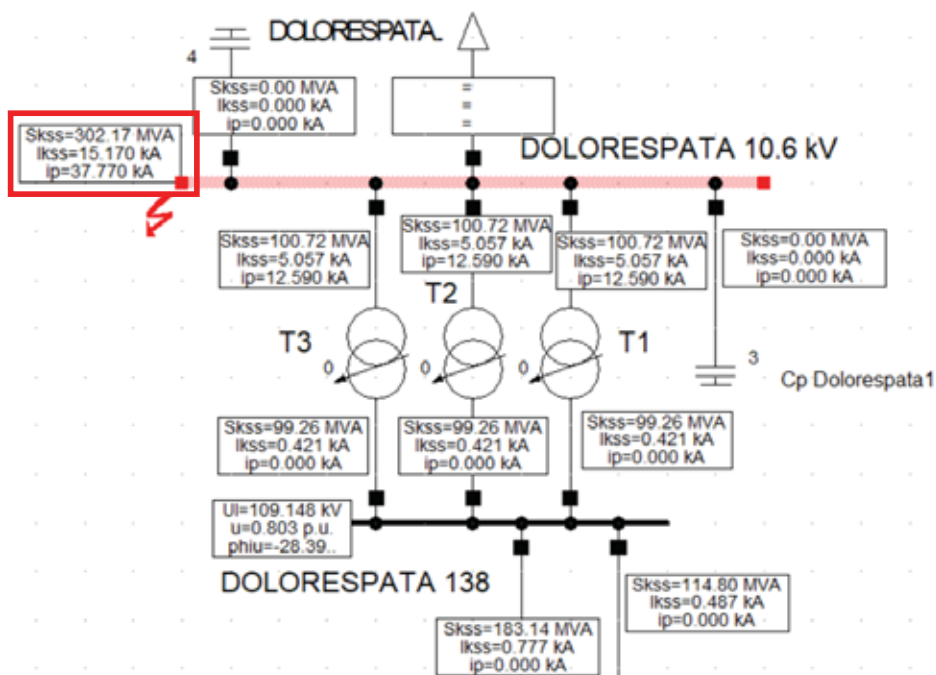 DOLORESPATA_
4
Skss=0.00 MVA
Ikss=0.000 kA
ip=0.000 kA
=
=
=
Skss=302.17 MVA
Ikss=15.170 kA
ip=37.770 kA
DOLORESPATA 10.6 kV
Skss=100.72 MVA
Ikss=5.057 kA
ip=12.590 kA
Skss=100.72 MVA
Ikss=5.057 kA
ip=12.590 kA
Skss=100.72 MVA
Ikss=5.057 kA
ip=12.590 kA
Skss=0.00 MVA
Ikss=0.000 kA
ip=0.000 kA
T3
0
T2
0
T1
0
3
Cp Dolorespata1
Skss=99.26 MVA
Ikss=0.421 kA
ip=0.000 kA
Skss=99.26 MVA
Ikss=0.421 kA
ip=0.000 kA
Skss=99.26 MVA
Ikss=0.421 kA
ip=0.000 kA
Ul=109.148 kV
u=0.803 p.u.
phiu=-28.39..
DOLORESPATA 138
Skss=183.14 MVA
Ikss=0.777 kA
ip=0.000 kA
Skss=114.80 MVA
Ikss=0.487 kA
ip=0.000 kA